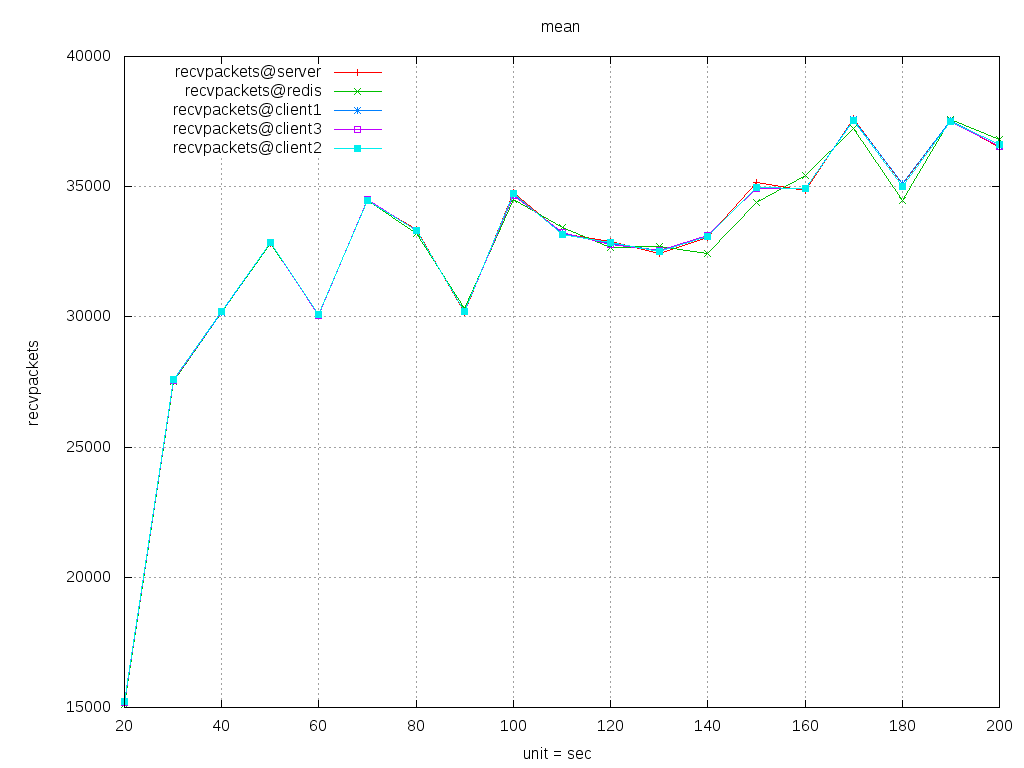 mean
40000
35000
30000
25000
20000
15000
recvpackets
recvpackets@server
recvpackets@redis
recvpackets@client1
recvpackets@client3
recvpackets@client2
20 40 60 80 100 120 140 160 180 200
unit = sec